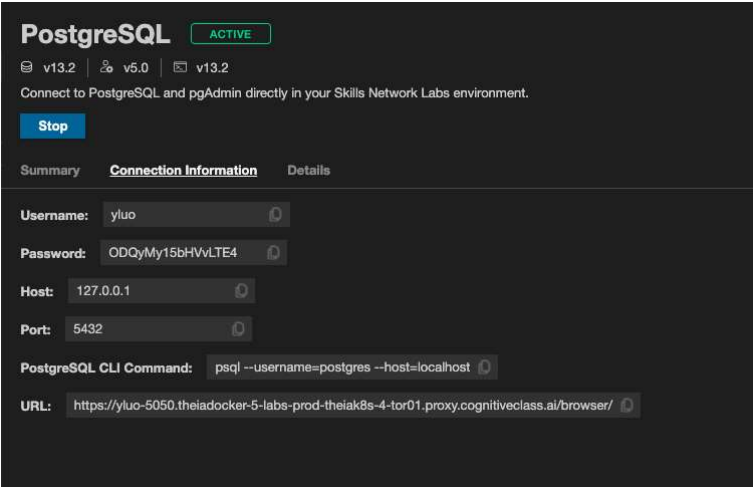 PostgreSQL ACTIVE
v13.2 v5.0 v13.2
Connect to PostgreSQL and pgAdmin directly in your Skills Network Labs environment.
Stop
Summary Connection Information Details
Username: yluo
Password: ODQyMy15bHVvLTE4
Host: 127.0.0.1
Port: 5432
PostgreSQL CLI Command: psql --username=postgres --host=localhost
URL: https://yluo-5050.theiadocker-5-labs-prod-theiak8s-4-tor01.proxy.cognitiveclass.ai/browser/